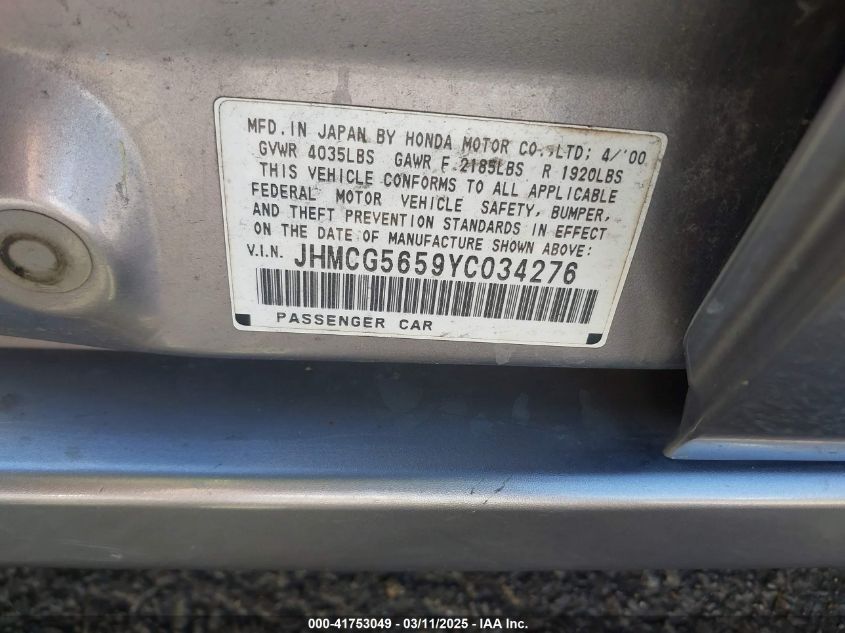 MFD. IN JAPAN BY HONDA MOTOR CO., LTD; 4/'00
GVWR 4035LBS GAWR F 2185LBS R 1920LBS
THIS VEHICLE CONFORMS TO ALL APPLICABLE
FEDERAL MOTOR VEHICLE SAFETY, BUMPER,
AND THEFT PREVENTION STANDARDS IN EFFECT
ON THE DATE OF MANUFACTURE SHOWN ABOVE:
V.I.N. JHMCG5659YC034276
PASSENGER CAR
000-41753049 - 03/11/2025 - IAA Inc.